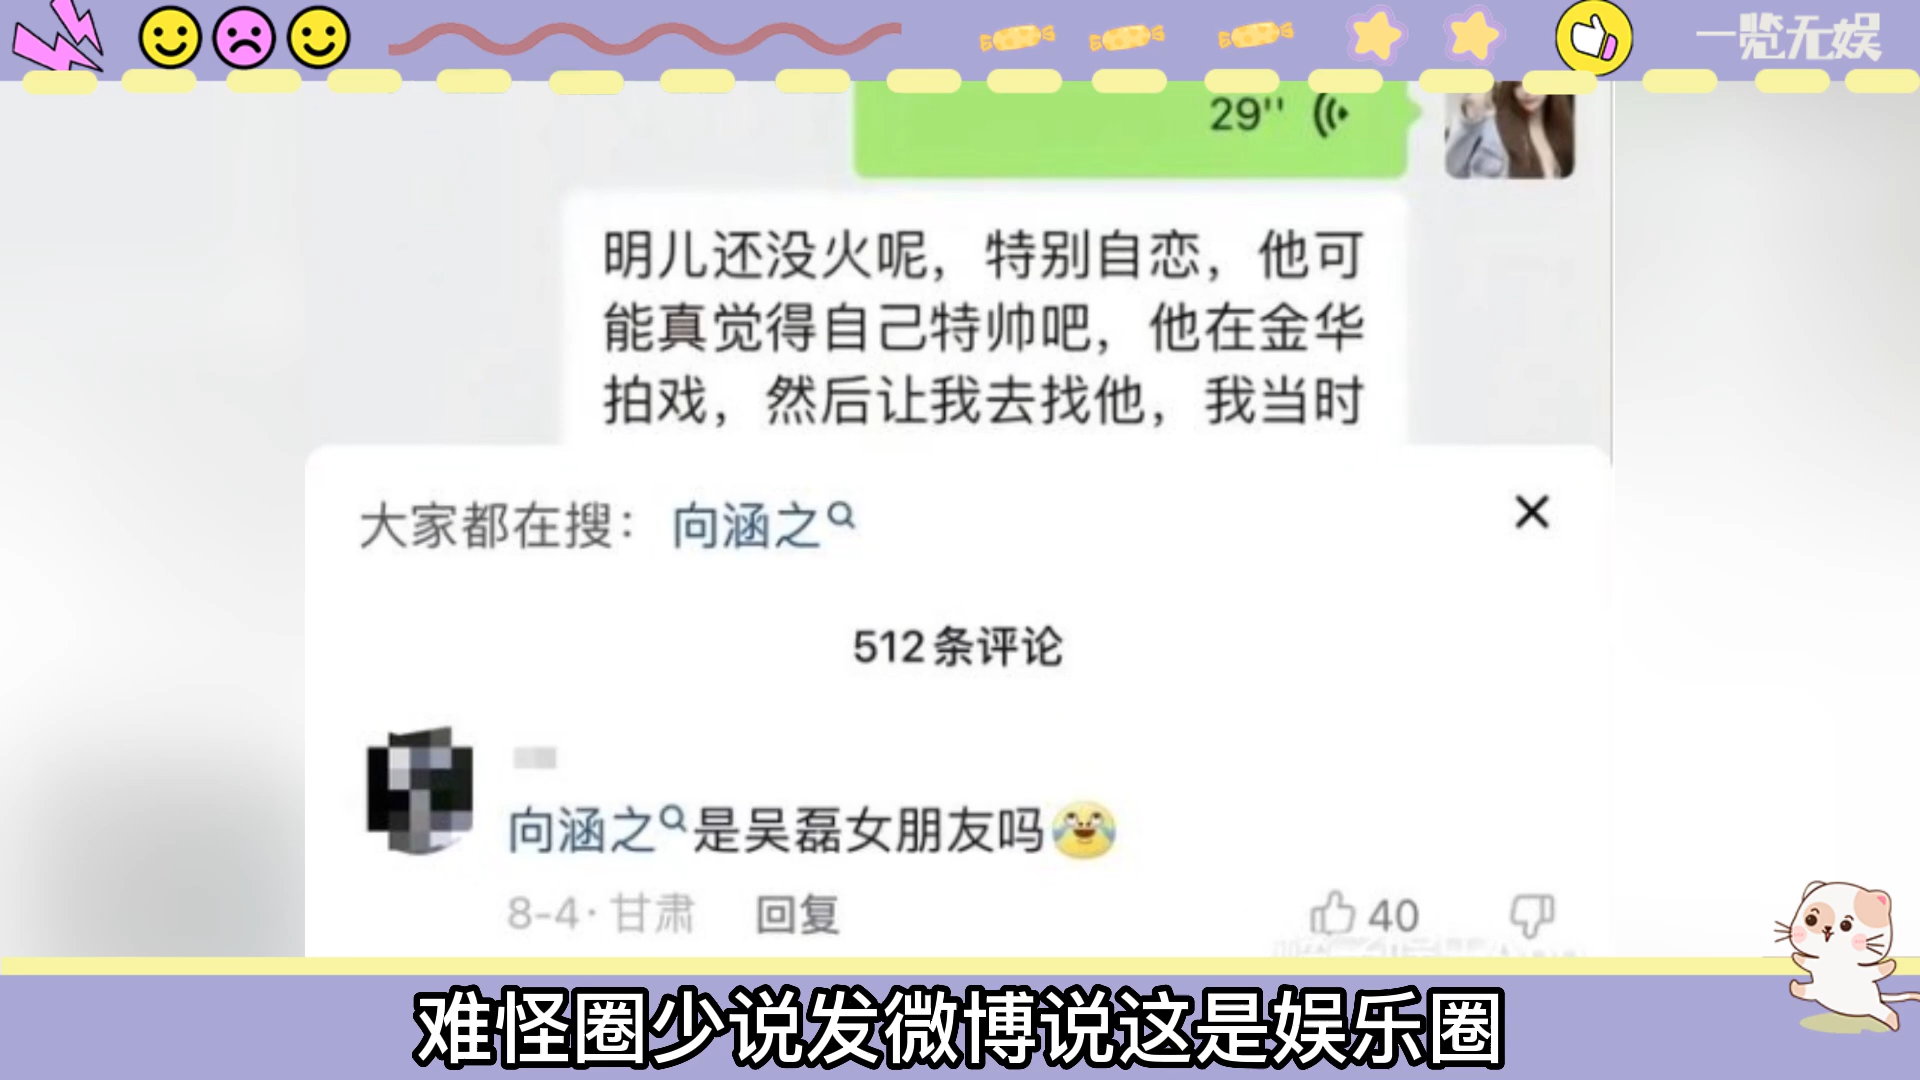 一览无娱
29''
明儿还没火呢，特别自恋，他可
能真觉得自己特帅吧，他在金华
拍戏，然后让我去找他，我当时
大家都在搜：向涵之
512条评论
向涵之是吴磊女朋友吗
8-4·甘肃 回复 40
难怪圈少说发微博说这是娱乐圈